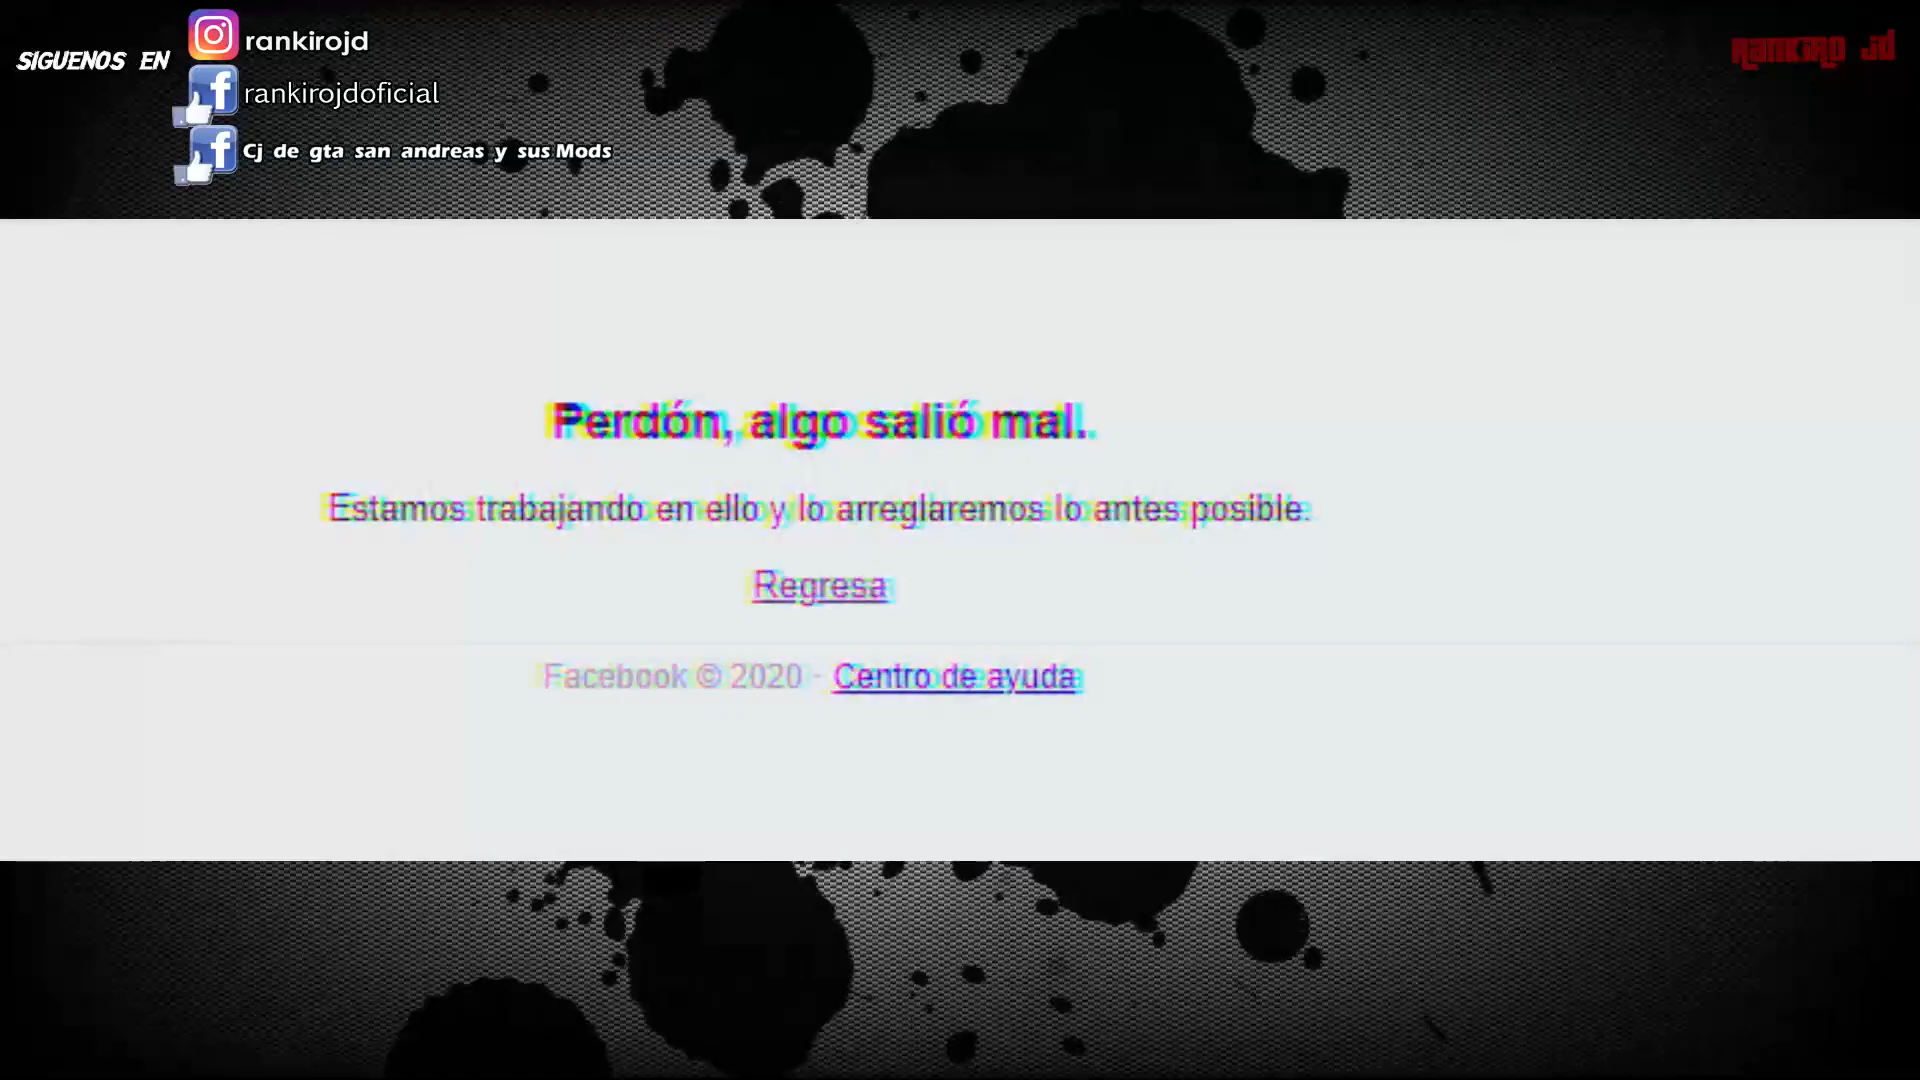 SIGUENOS EN
rankirojd
rankirojdoficial
Cj de gta san andreas y sus Mods
Rankiro Jd
Perdón, algo salió mal.
Estamos trabajando en ello y lo arreglaremos lo antes posible.
Regresa
Facebook © 2020 · Centro de ayuda